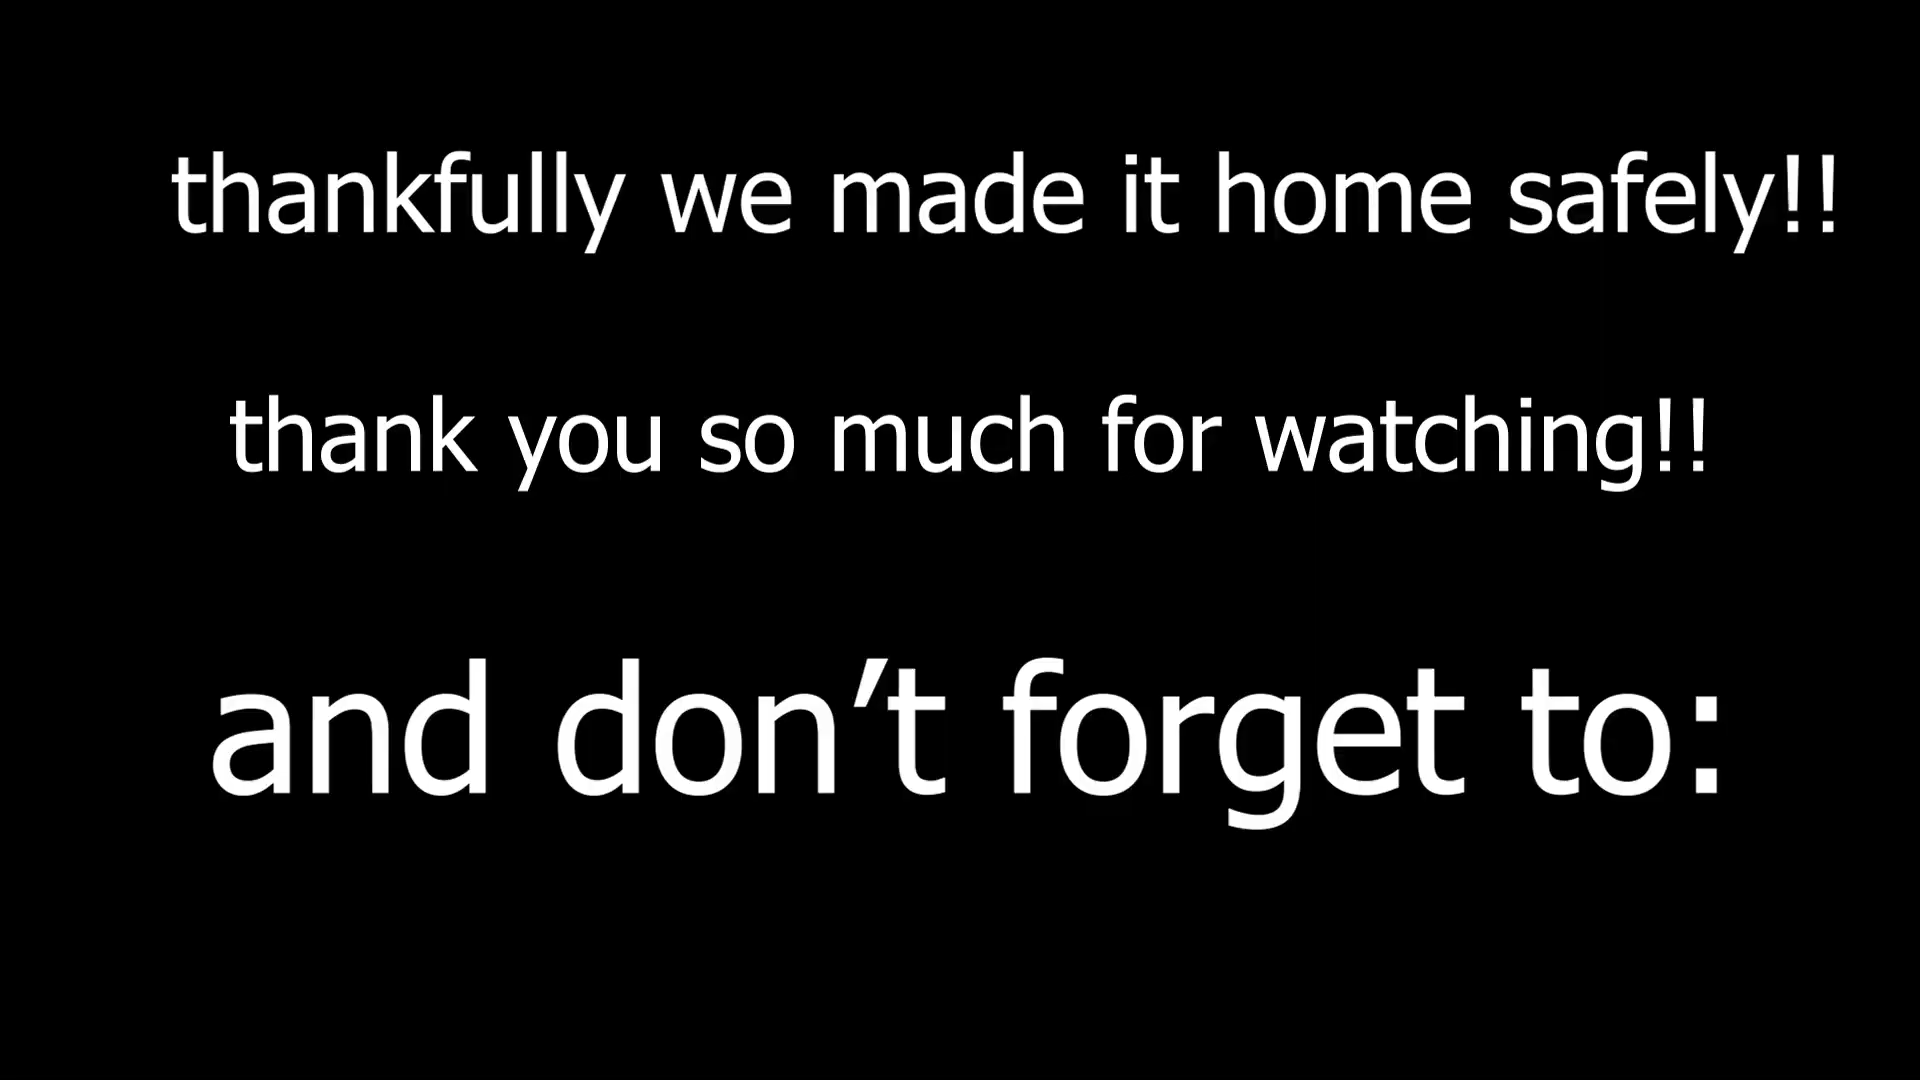 thankfully we made it home safely!!
thank you so much for watching!!
and don’t forget to: